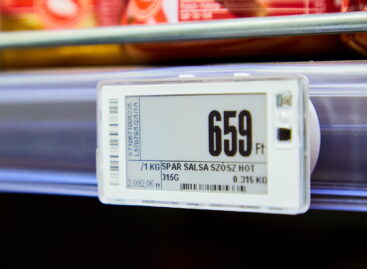 659 Ft
/1 KG SPAR SALSA SZÓSZ HOT
315G
2 092,06 Ft 0.315 KG